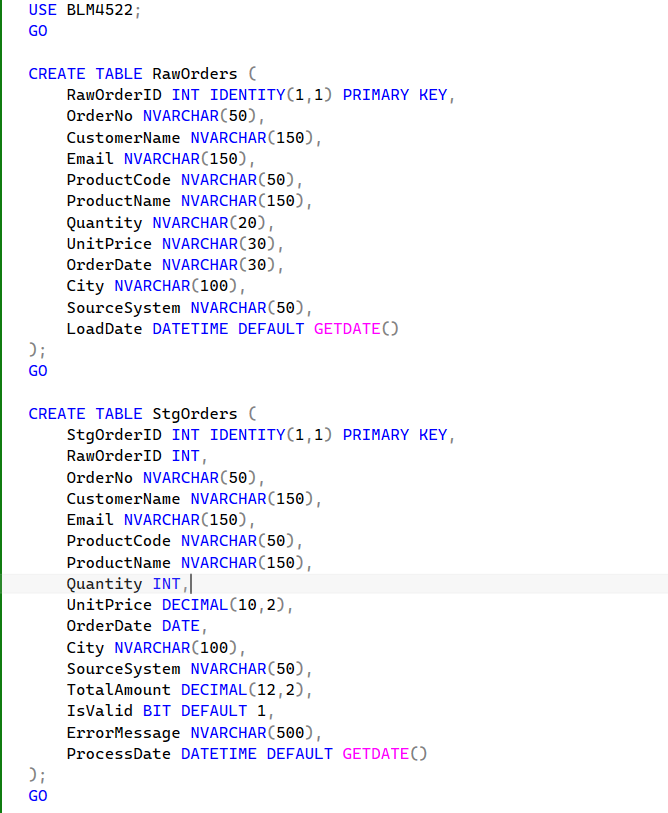 USE BLM4522;
GO
CREATE TABLE RawOrders (
RawOrderID INT IDENTITY(1,1) PRIMARY KEY,
OrderNo NVARCHAR(50),
CustomerName NVARCHAR(150),
Email NVARCHAR(150),
ProductCode NVARCHAR(50),
ProductName NVARCHAR(150),
Quantity NVARCHAR(20),
UnitPrice NVARCHAR(30),
OrderDate NVARCHAR(30),
City NVARCHAR(100),
SourceSystem NVARCHAR(50),
LoadDate DATETIME DEFAULT GETDATE()
);
GO
CREATE TABLE StgOrders (
StgOrderID INT IDENTITY(1,1) PRIMARY KEY,
RawOrderID INT,
OrderNo NVARCHAR(50),
CustomerName NVARCHAR(150),
Email NVARCHAR(150),
ProductCode NVARCHAR(50),
ProductName NVARCHAR(150),
Quantity INT,
UnitPrice DECIMAL(10,2),
OrderDate DATE,
City NVARCHAR(100),
SourceSystem NVARCHAR(50),
TotalAmount DECIMAL(12,2),
IsValid BIT DEFAULT 1,
ErrorMessage NVARCHAR(500),
ProcessDate DATETIME DEFAULT GETDATE()
);
GO